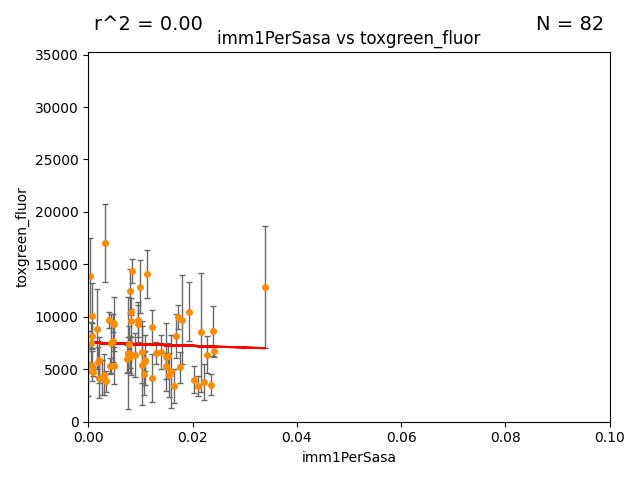 r^2 = 0.00
N = 82
imm1PerSasa vs toxgreen_fluor
35000
30000
25000
20000
15000
10000
5000
0
toxgreen_fluor
0.00
0.02
0.04
0.06
0.08
0.10
imm1PerSasa